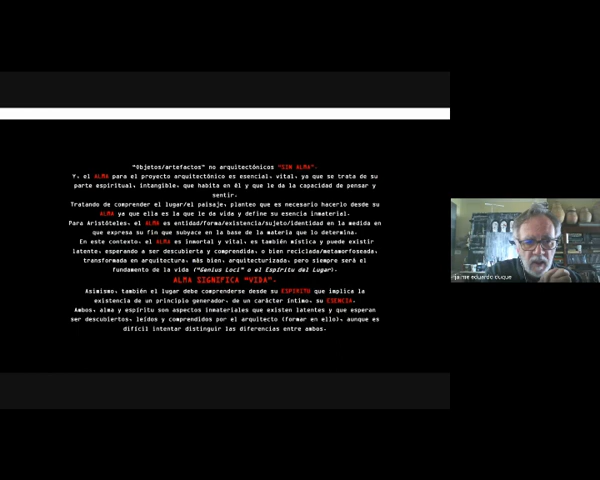 "Objetos/artefactos" no arquitectónicos "SIN ALMA".
Y, el ALMA para el proyecto arquitectónico es esencial, vital, ya que se trata de su
parte espiritual, intangible, que habita en él y que le da la capacidad de pensar y
sentir.
Tratando de comprender el lugar/el paisaje, planteo que es necesario hacerlo desde su
ALMA ya que ella es la que le da vida y define su esencia inmaterial.
Para Aristóteles, el ALMA es entidad/forma/existencia/sujeto/identidad en la medida en
que expresa su fin que subyace en la base de la materia que lo determina.
En este contexto, el ALMA es inmortal y vital, es también mística y puede existir
latente, esperando a ser descubierta y comprendida, o bien reciclada/metamorfoseada,
transformada en arquitectura, más bien, arquitecturizada, pero siempre será el
fundamento de la vida ("Genius Loci" o el Espíritu del Lugar).
ALMA SIGNIFICA "VIDA".
Asimismo, también el lugar debe comprenderse desde su ESPIRITU que implica la
existencia de un principio generador, de un carácter íntimo, su ESENCIA.
Ambos, alma y espíritu son aspectos inmateriales que existen latentes y que esperan
ser descubiertos, leídos y comprendidos por el arquitecto (formar en ello), aunque es
difícil intentar distinguir las diferencias entre ambos.
jaime eduardo duque